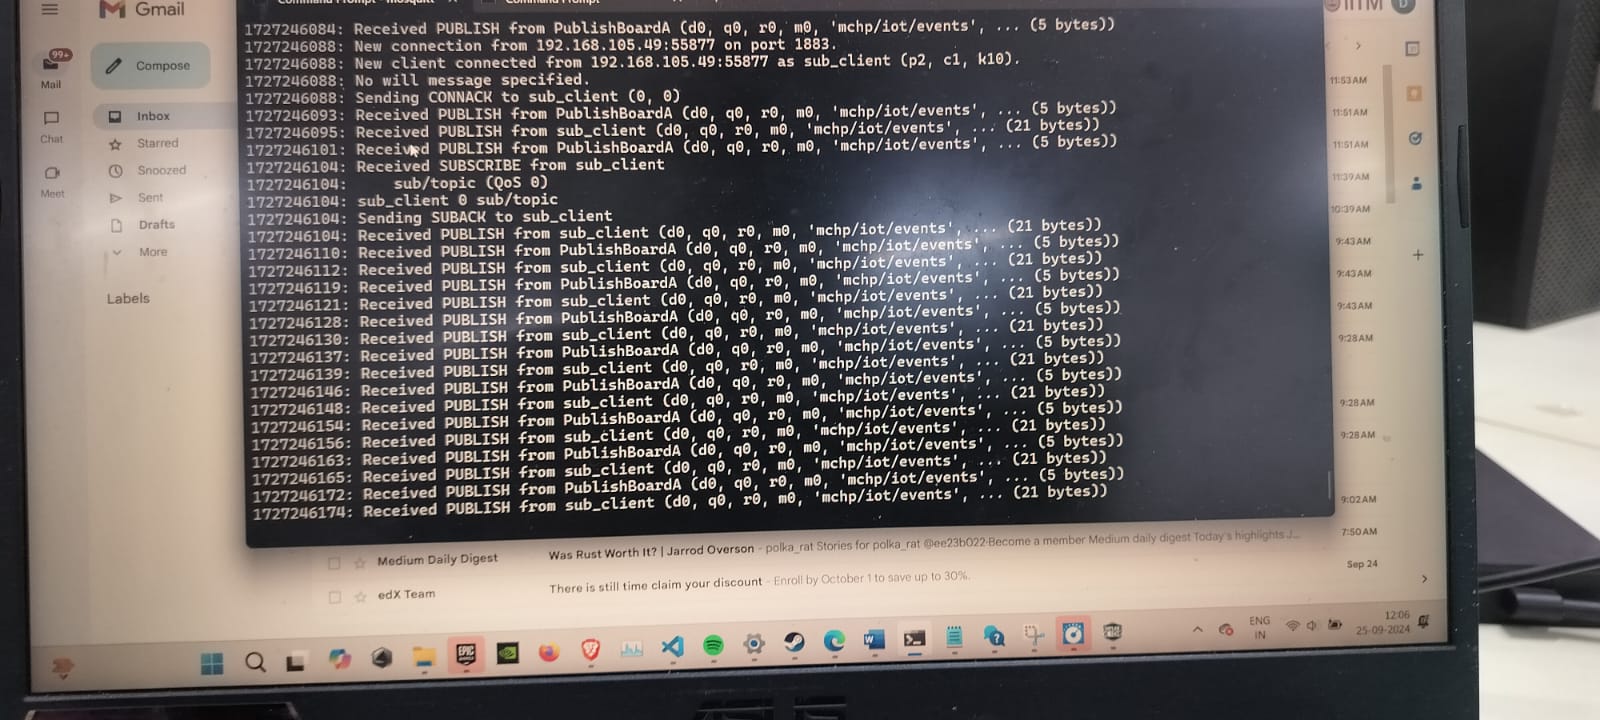 Gmail
99+
Mail
Chat
Meet
Compose
Inbox
Starred
Snoozed
Sent
Drafts
More
Labels
1727246084: Received PUBLISH from PublishBoardA (d0, q0, r0, m0, 'mchp/iot/events', ... (5 bytes))
1727246088: New connection from 192.168.105.49:55877 on port 1883.
1727246088: New client connected from 192.168.105.49:55877 as sub_client (p2, c1, k10).
1727246088: No will message specified.
1727246088: Sending CONNACK to sub_client (0, 0)
1727246093: Received PUBLISH from PublishBoardA (d0, q0, r0, m0, 'mchp/iot/events', ... (5 bytes))
1727246095: Received PUBLISH from sub_client (d0, q0, r0, m0, 'mchp/iot/events', ... (21 bytes))
1727246101: Received PUBLISH from PublishBoardA (d0, q0, r0, m0, 'mchp/iot/events', ... (5 bytes))
1727246104: Received SUBSCRIBE from sub_client
1727246104: sub/topic (QoS 0)
1727246104: sub_client 0 sub/topic
1727246104: Sending SUBACK to sub_client
1727246104: Received PUBLISH from sub_client (d0, q0, r0, m0, 'mchp/iot/events', ... (21 bytes))
1727246110: Received PUBLISH from PublishBoardA (d0, q0, r0, m0, 'mchp/iot/events', ... (5 bytes))
1727246112: Received PUBLISH from sub_client (d0, q0, r0, m0, 'mchp/iot/events', ... (21 bytes))
1727246119: Received PUBLISH from PublishBoardA (d0, q0, r0, m0, 'mchp/iot/events', ... (5 bytes))
1727246121: Received PUBLISH from sub_client (d0, q0, r0, m0, 'mchp/iot/events', ... (21 bytes))
1727246128: Received PUBLISH from PublishBoardA (d0, q0, r0, m0, 'mchp/iot/events', ... (5 bytes))
1727246130: Received PUBLISH from sub_client (d0, q0, r0, m0, 'mchp/iot/events', ... (21 bytes))
1727246137: Received PUBLISH from PublishBoardA (d0, q0, r0, m0, 'mchp/iot/events', ... (5 bytes))
1727246139: Received PUBLISH from sub_client (d0, q0, r0, m0, 'mchp/iot/events', ... (21 bytes))
1727246146: Received PUBLISH from PublishBoardA (d0, q0, r0, m0, 'mchp/iot/events', ... (5 bytes))
1727246148: Received PUBLISH from sub_client (d0, q0, r0, m0, 'mchp/iot/events', ... (21 bytes))
1727246154: Received PUBLISH from PublishBoardA (d0, q0, r0, m0, 'mchp/iot/events', ... (5 bytes))
1727246156: Received PUBLISH from sub_client (d0, q0, r0, m0, 'mchp/iot/events', ... (21 bytes))
1727246163: Received PUBLISH from PublishBoardA (d0, q0, r0, m0, 'mchp/iot/events', ... (5 bytes))
1727246165: Received PUBLISH from sub_client (d0, q0, r0, m0, 'mchp/iot/events', ... (21 bytes))
1727246172: Received PUBLISH from PublishBoardA (d0, q0, r0, m0, 'mchp/iot/events', ... (5 bytes))
1727246174: Received PUBLISH from sub_client (d0, q0, r0, m0, 'mchp/iot/events', ... (21 bytes))
11:53 AM
11:51 AM
11:51 AM
11:39 AM
10:39 AM
9:43 AM
9:43 AM
9:43 AM
9:28 AM
9:28 AM
9:28 AM
9:02 AM
Medium Daily Digest Was Rust Worth It? | Jarrod Overson - polka_rat Stories for polka_rat @ee23b022·Become a member Medium daily digest Today's highlights J... 7:50 AM
edX Team There is still time claim your discount - Enroll by October 1 to save up to 30%. Sep 24
EPIC
ENG
IN
12:06
25-09-2024